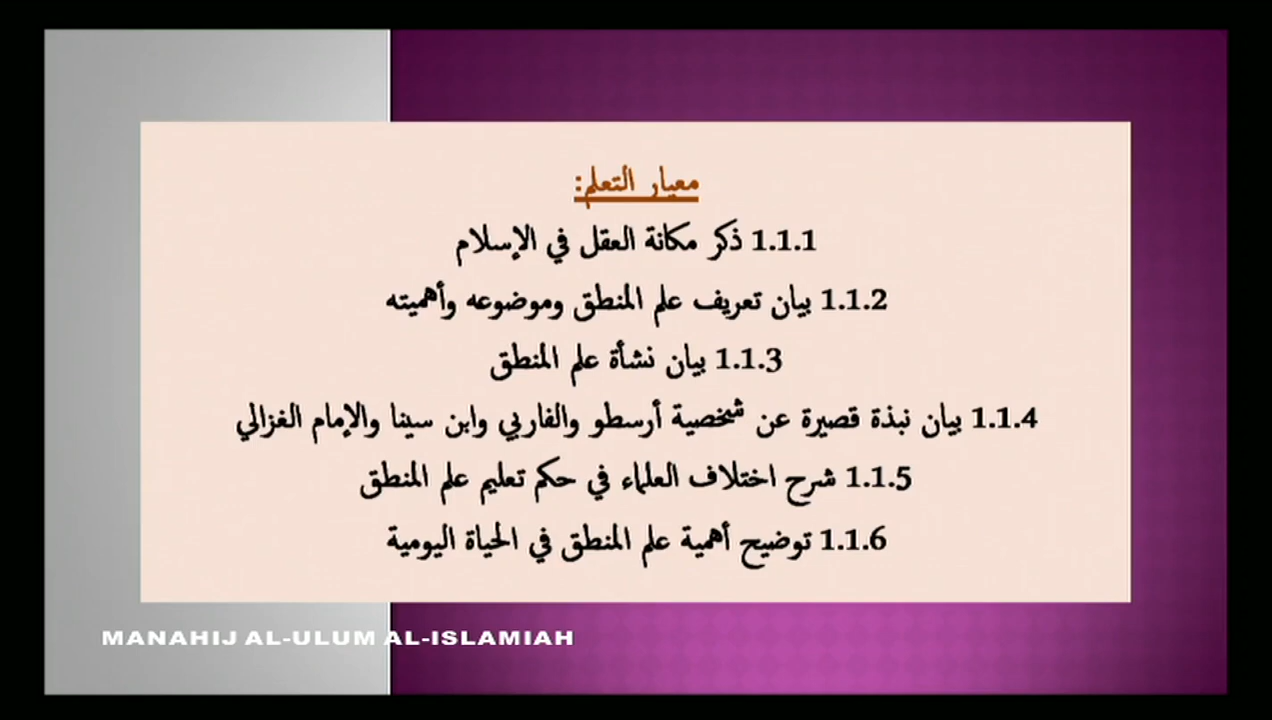 معيار التعلم:
1.1.1 ذكر مكانة العقل في الإسلام
1.1.2 بيان تعريف علم المنطق وموضوعه وأهميته
1.1.3 بيان نشأة علم المنطق
1.1.4 بيان نبذة قصيرة عن شخصية أرسطو والفاربي وابن سينا والإمام الغزالي
1.1.5 شرح اختلاف العلماء في حكم تعليم علم المنطق
1.1.6 توضيح أهمية علم المنطق في الحياة اليومية
MANAHIJ AL-ULUM AL-ISLAMIAH